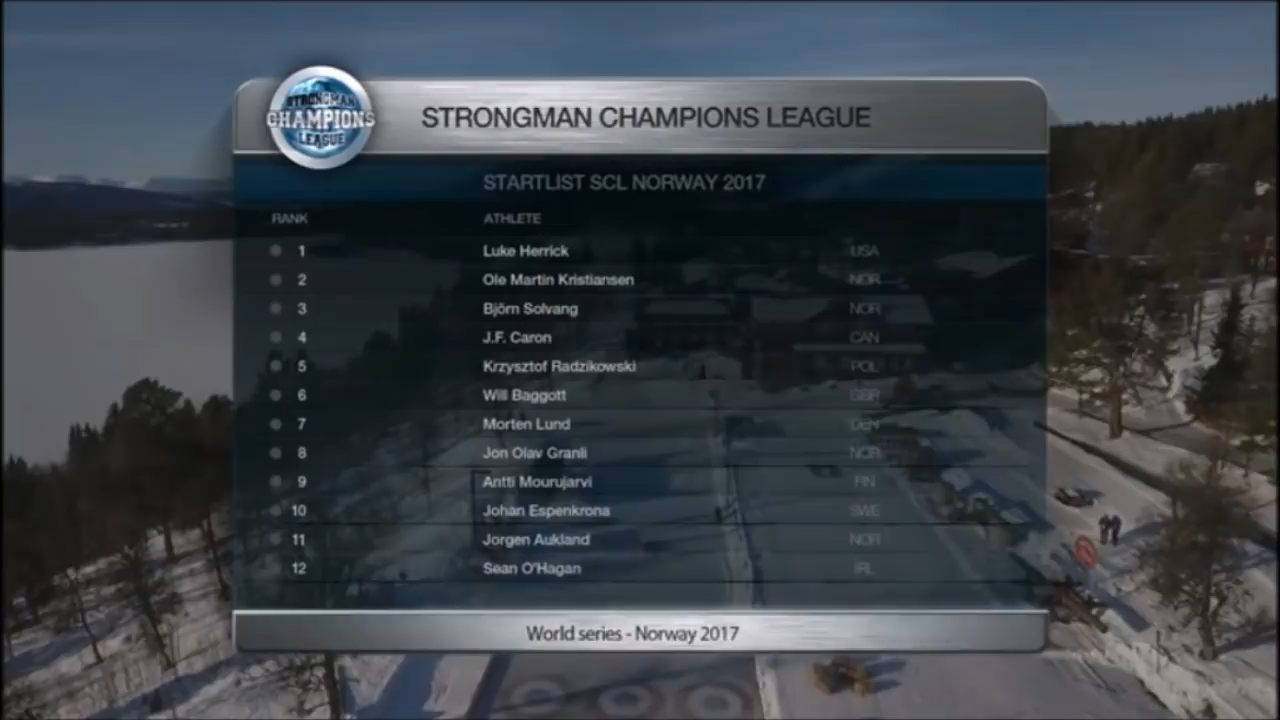 STRONGMAN
CHAMPIONS
LEAGUE
STRONGMAN CHAMPIONS LEAGUE
STARTLIST SCL NORWAY 2017
RANK ATHLETE
1 Luke Herrick USA
2 Ole Martin Kristiansen NOR
3 Björn Solvang NOR
4 J.F. Caron CAN
5 Krzysztof Radzikowski POL
6 Will Baggott GBR
7 Morten Lund DEN
8 Jon Olav Granli NOR
9 Antti Mourujarvi FIN
10 Johan Espenkrona SWE
11 Jorgen Aukland NOR
12 Sean O'Hagan IRL
World series - Norway 2017